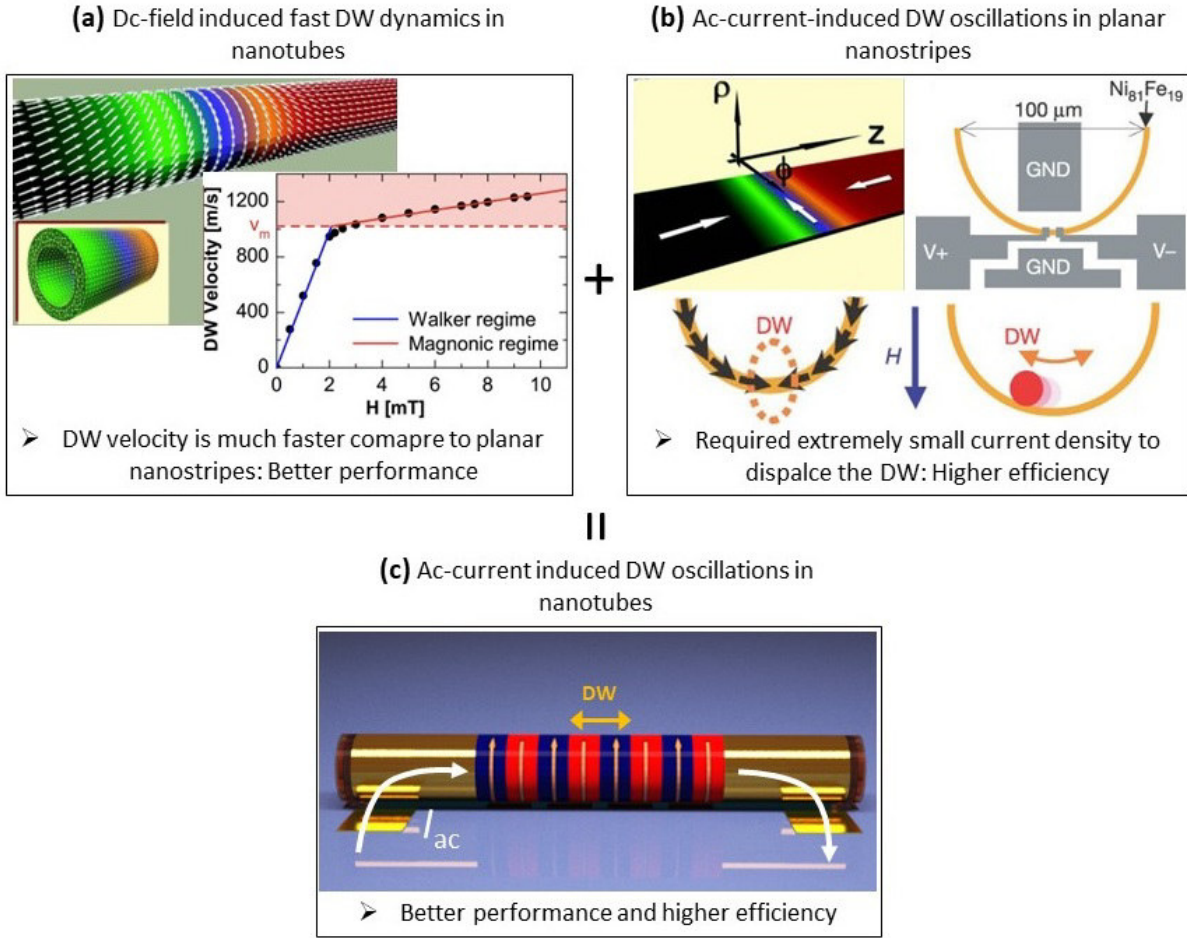 (a) Dc-field induced fast DW dynamics in
nanotubes
1200
v_m
800
400
0
DW Velocity [m/s]
Walker regime
Magnonic regime
0 2 4 6 8 10
H [mT]
➢ DW velocity is much faster comapre to planar
nanostripes: Better performance
+
(b) Ac-current-induced DW oscillations in planar
nanostripes
ρ
Z
ϕ
Ni81Fe19
100 μm
GND
V+
GND
V−
DW
H
DW
➢ Required extremely small current density to
dispalce the DW: Higher efficiency
=
(c) Ac-current induced DW oscillations in
nanotubes
DW
I ac
➢ Better performance and higher efficiency